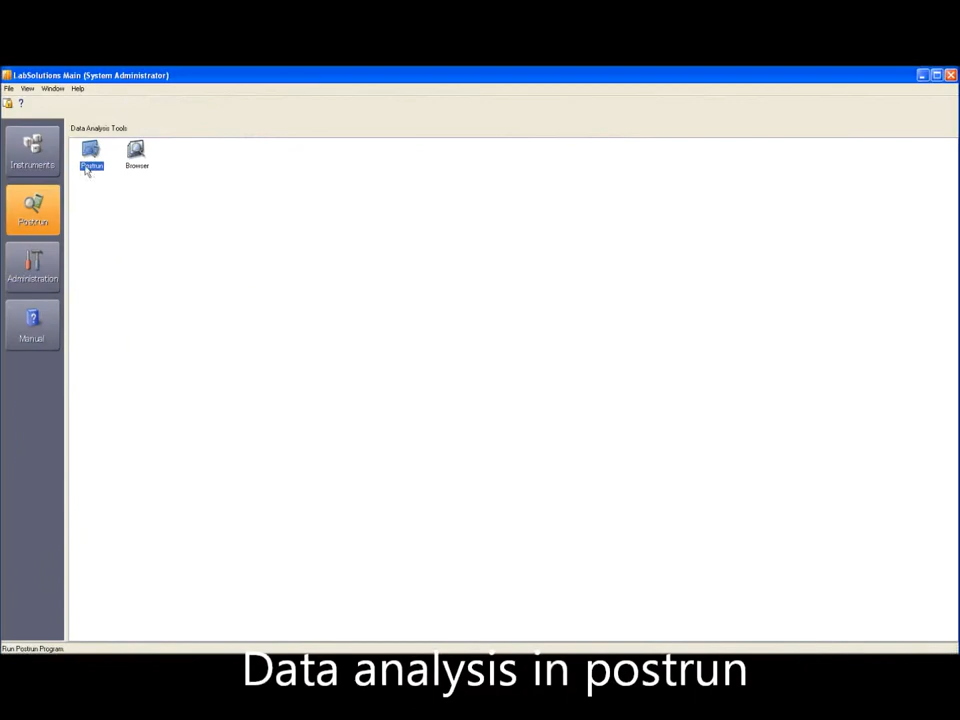 LabSolutions Main (System Administrator)
File View Window Help
Data Analysis Tools
Instruments
Postrun
Administration
Manual
Postrun Browser
Run Postrun Program.
Data analysis in postrun